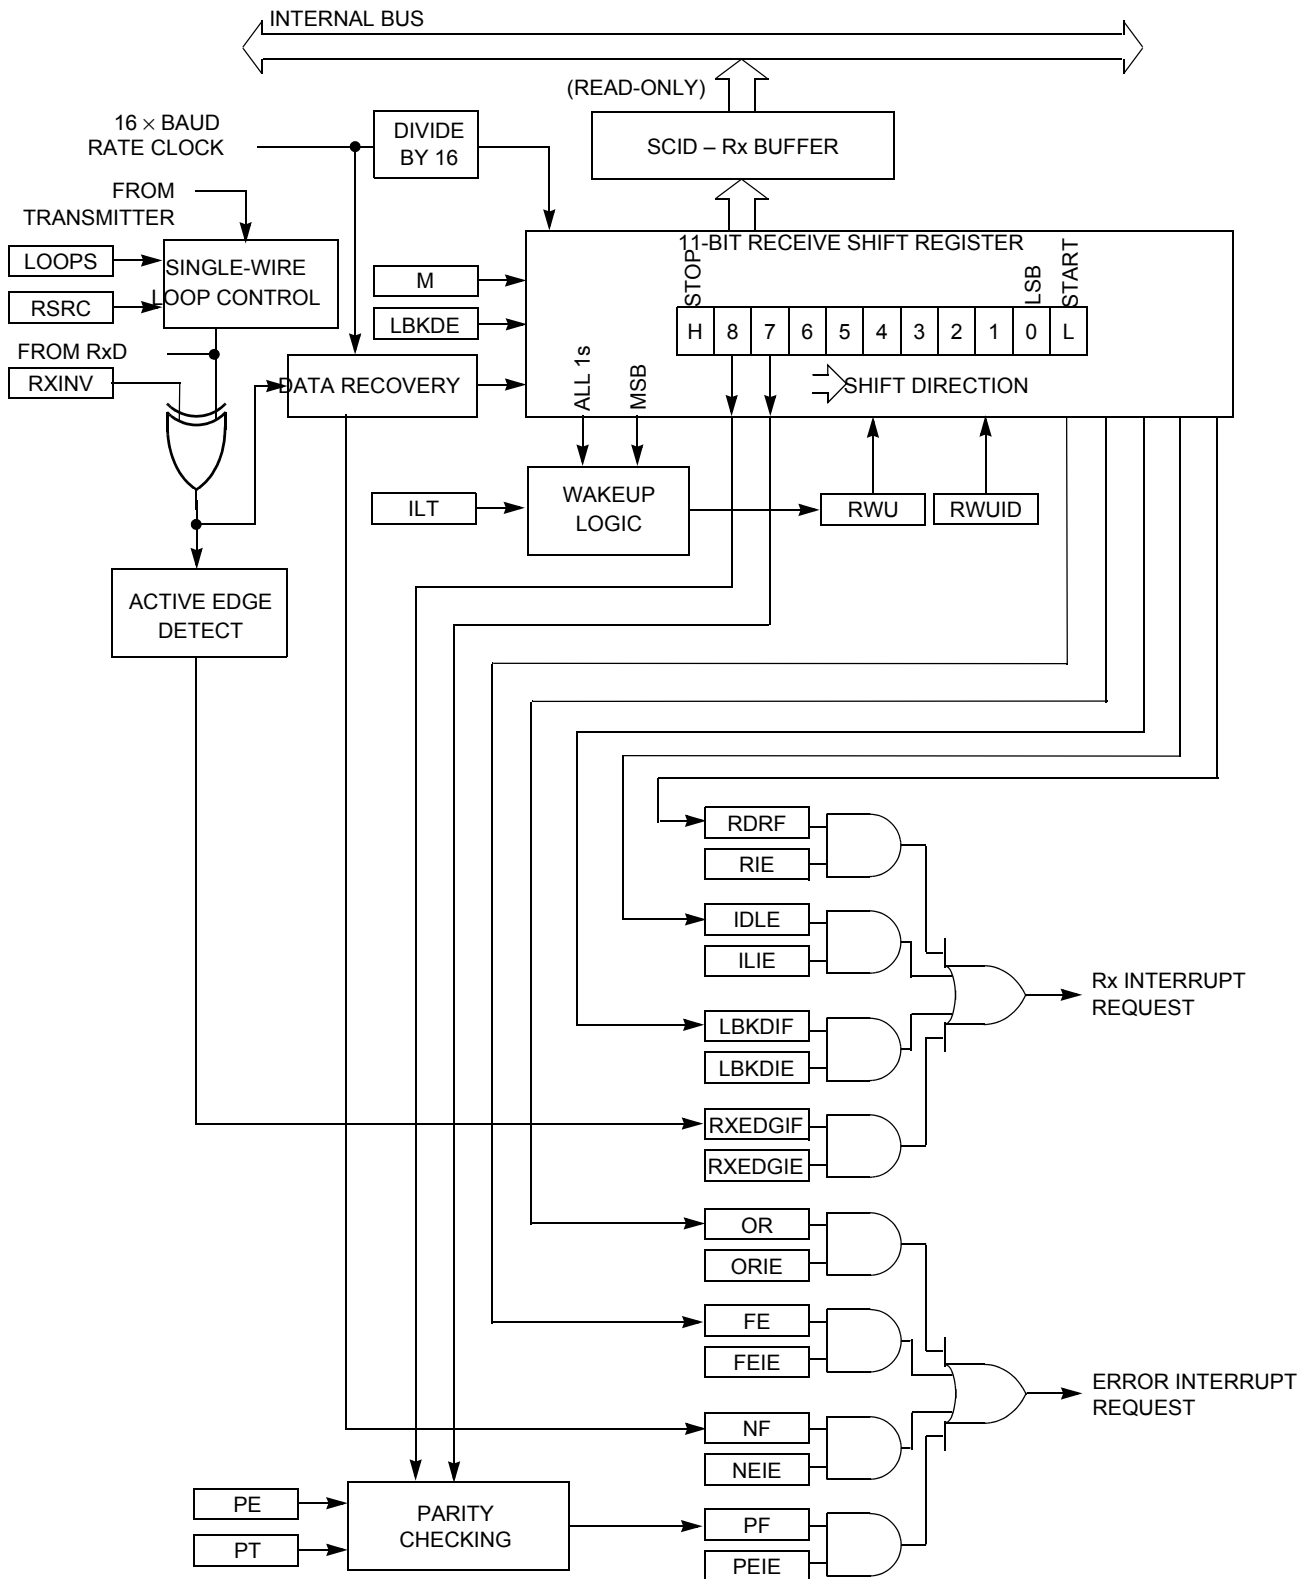 INTERNAL BUS
(READ-ONLY)
16 × BAUD
RATE CLOCK
DIVIDE
BY 16
SCID – Rx BUFFER
FROM
TRANSMITTER
LOOPS
RSRC
SINGLE-WIRE
LOOP CONTROL
11-BIT RECEIVE SHIFT REGISTER
STOP
LSB
START
M
LBKDE
H 8 7 6 5 4 3 2 1 0 L
FROM RxD
RXINV
DATA RECOVERY
ALL 1s
MSB
SHIFT DIRECTION
ILT
WAKEUP
LOGIC
RWU
RWUID
ACTIVE EDGE
DETECT
RDRF
RIE
IDLE
ILIE
Rx INTERRUPT
REQUEST
LBKDIF
LBKDIE
RXEDGIF
RXEDGIE
OR
ORIE
FE
FEIE
ERROR INTERRUPT
REQUEST
NF
NEIE
PE
PT
PARITY
CHECKING
PF
PEIE